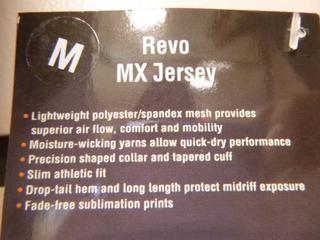 M
Revo
MX Jersey
• Lightweight polyester/spandex mesh provides
superior air flow, comfort and mobility
• Moisture-wicking yarns allow quick-dry performance
• Precision shaped collar and tapered cuff
• Slim athletic fit
• Drop-tail hem and long length protect midriff exposure
• Fade-free sublimation prints